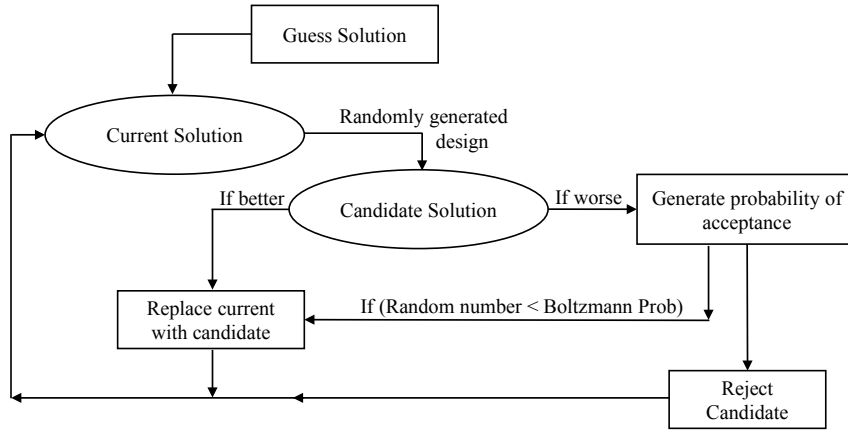 Guess Solution
Current Solution
Randomly generated
design
If better
Candidate Solution
If worse
Generate probability of
acceptance
Replace current
with candidate
If (Random number < Boltzmann Prob)
Reject
Candidate